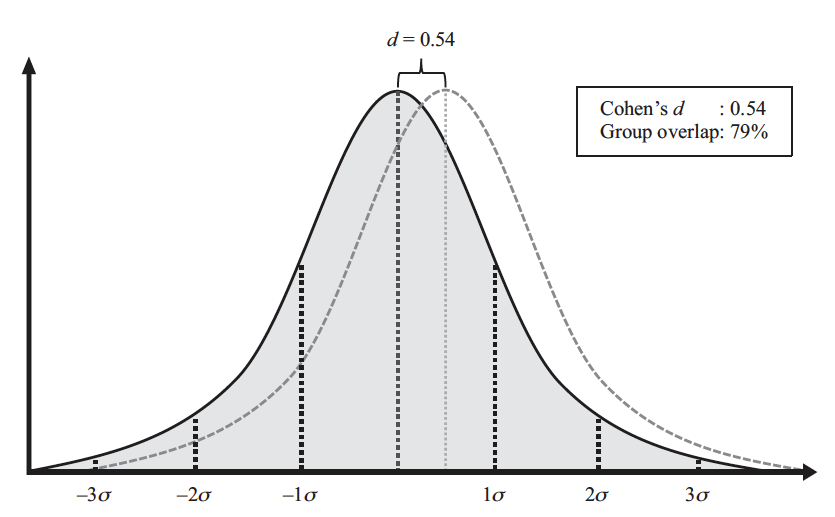 d = 0.54
Cohen's d : 0.54
Group overlap: 79%
–3σ –2σ –1σ 1σ 2σ 3σ